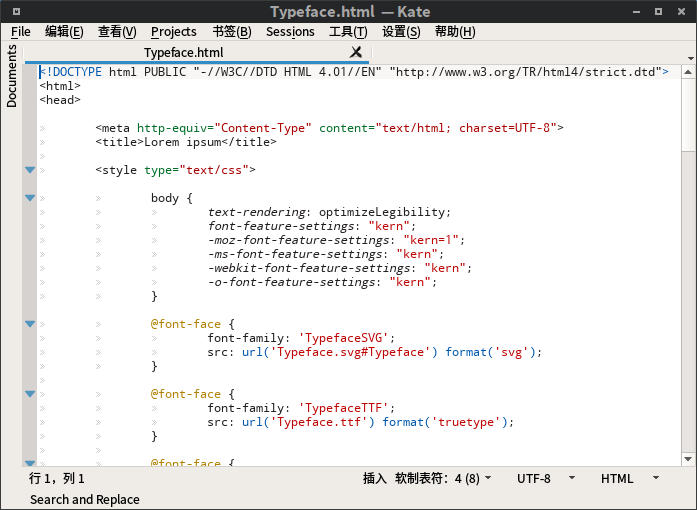 Typeface.html — Kate
File 编辑(E) 查看(V) Projects 书签(B) Sessions 工具(T) 设置(S) 帮助(H)
Documents
Typeface.html
<!DOCTYPE html PUBLIC "-//W3C//DTD HTML 4.01//EN" "http://www.w3.org/TR/html4/strict.dtd">
<html>
<head>
<meta http-equiv="Content-Type" content="text/html; charset=UTF-8">
<title>Lorem ipsum</title>
<style type="text/css">
body {
text-rendering: optimizeLegibility;
font-feature-settings: "kern";
-moz-font-feature-settings: "kern=1";
-ms-font-feature-settings: "kern";
-webkit-font-feature-settings: "kern";
-o-font-feature-settings: "kern";
}
@font-face {
font-family: 'TypefaceSVG';
src: url('Typeface.svg#Typeface') format('svg');
}
@font-face {
font-family: 'TypefaceTTF';
src: url('Typeface.ttf') format('truetype');
}
@font-face {
行 1，列 1 插入 软制表符：4 (8) UTF-8 HTML
Search and Replace